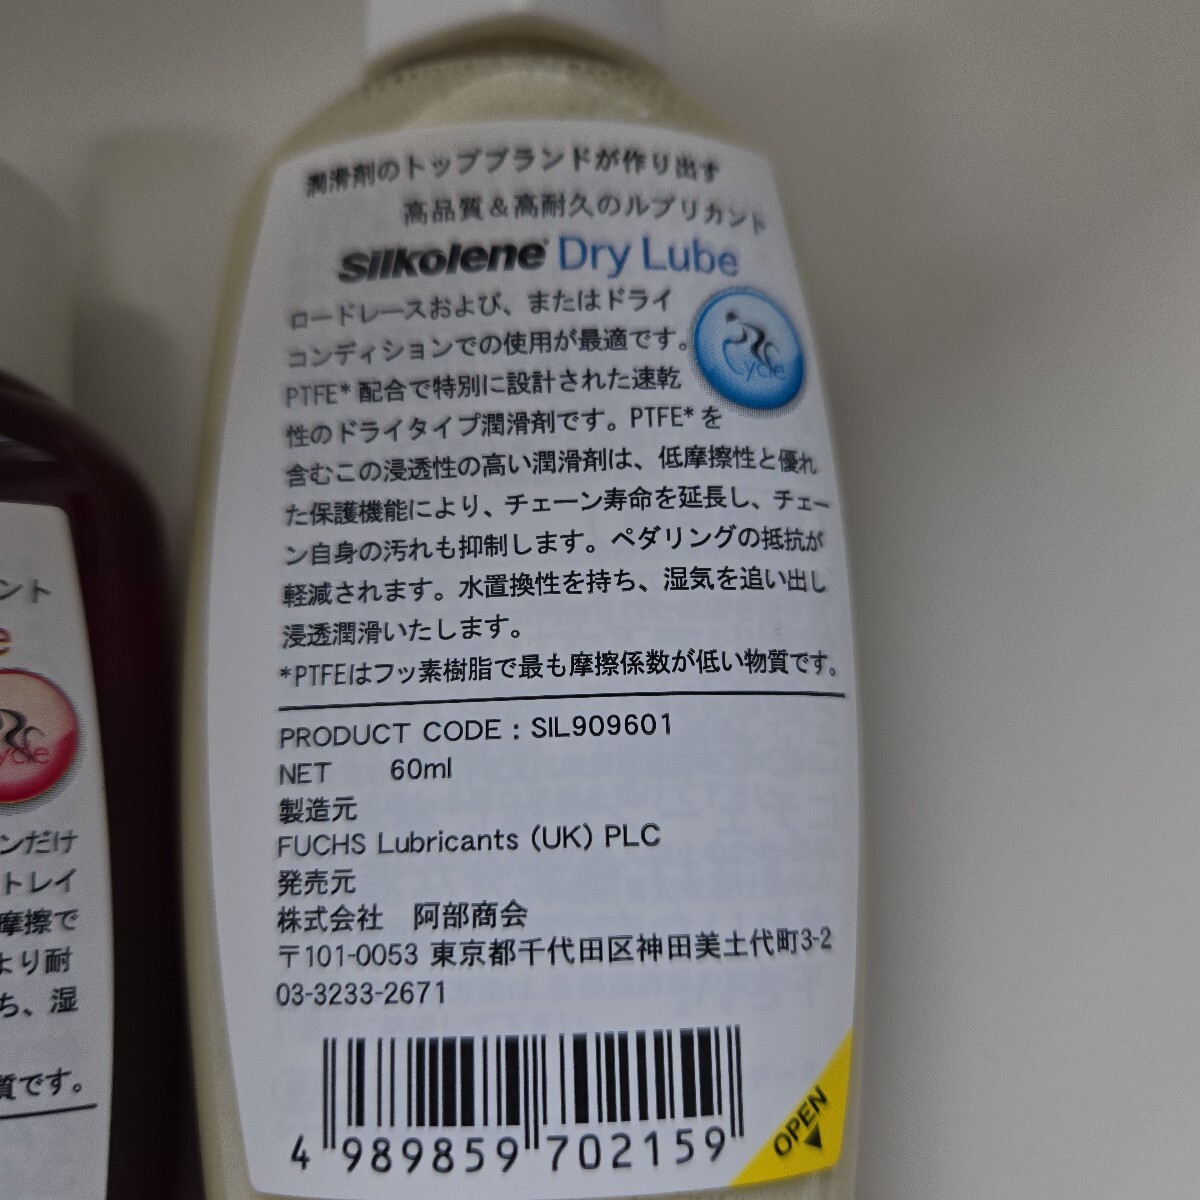 潤滑剤のトップブランドが作り出す
高品質＆高耐久のルブリカント
Silkolene® Dry Lube
ロードレースおよび、またはドライ
コンディションでの使用が最適です。
Cycle
PTFE* 配合で特別に設計された速乾
性のドライタイプ潤滑剤です。PTFE* を
含むこの浸透性の高い潤滑剤は、低摩擦性と優れ
た保護機能により、チェーン寿命を延長し、チェー
ン自身の汚れも抑制します。ペダリングの抵抗が
軽減されます。水置換性を持ち、湿気を追い出し
浸透潤滑いたします。
*PTFEはフッ素樹脂で最も摩擦係数が低い物質です。
PRODUCT CODE : SIL909601
NET 60ml
製造元
FUCHS Lubricants (UK) PLC
発売元
株式会社 阿部商会
〒101-0053 東京都千代田区神田美土代町3-2
03-3233-2671
4 989859 702159
OPEN
ント
e
ycle
ンだけ
トレイ
摩擦で
より耐
ち、湿
質です。